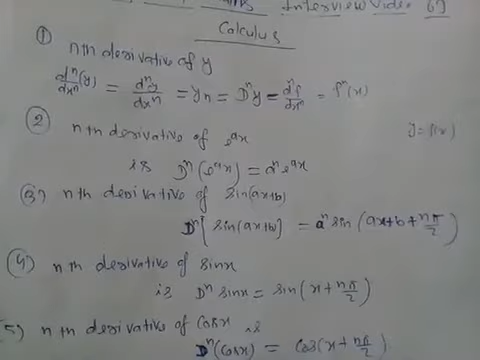 Interview Video
Calculus
① nth derivative of y
dⁿ/dxⁿ(y) = dⁿy/dxⁿ = yn = Dⁿy = dⁿf/dxⁿ = fⁿ(x)
② nth derivative of eᵃˣ y=f(x)
is Dⁿ(eᵃˣ) = aⁿeᵃˣ
③ nth derivative of sin(ax+b)
Dⁿ[sin(ax+b] = aⁿ sin(ax+b+nπ/2)
④ nth derivative of sinx
is Dⁿ sinx = sin(x+nπ/2)
5) nth derivative of Cosx is
Dⁿ(Cosx) = Cos(x+nπ/2)